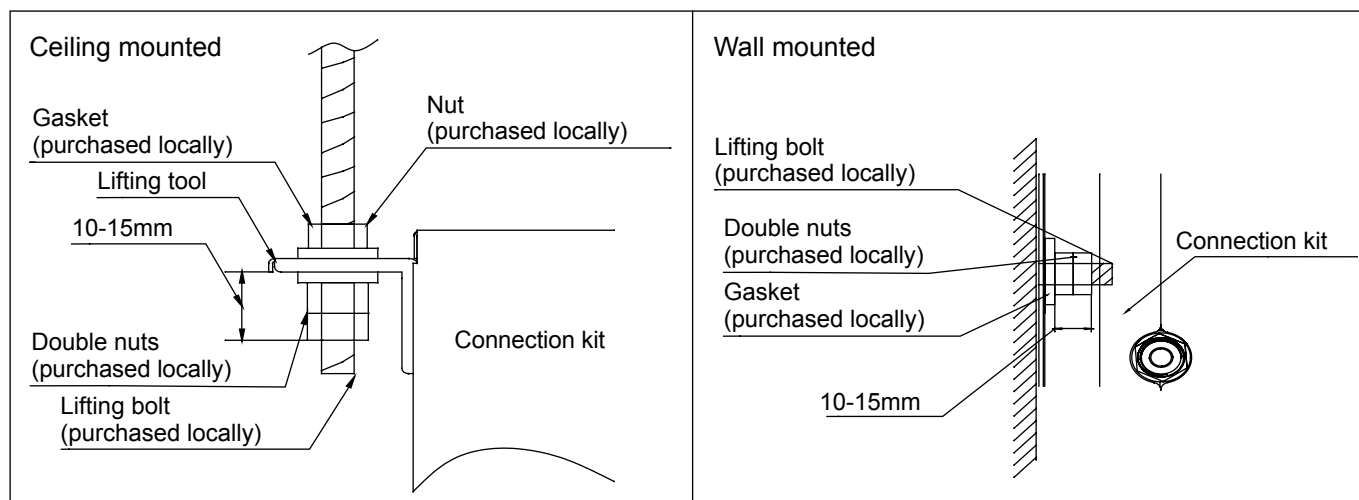 Ceiling mounted
Gasket
(purchased locally)
Nut
(purchased locally)
Lifting tool
10-15mm
Double nuts
(purchased locally)
Connection kit
Lifting bolt
(purchased locally)
Wall mounted
Lifting bolt
(purchased locally)
Double nuts
(purchased locally)
Connection kit
Gasket
(purchased locally)
10-15mm